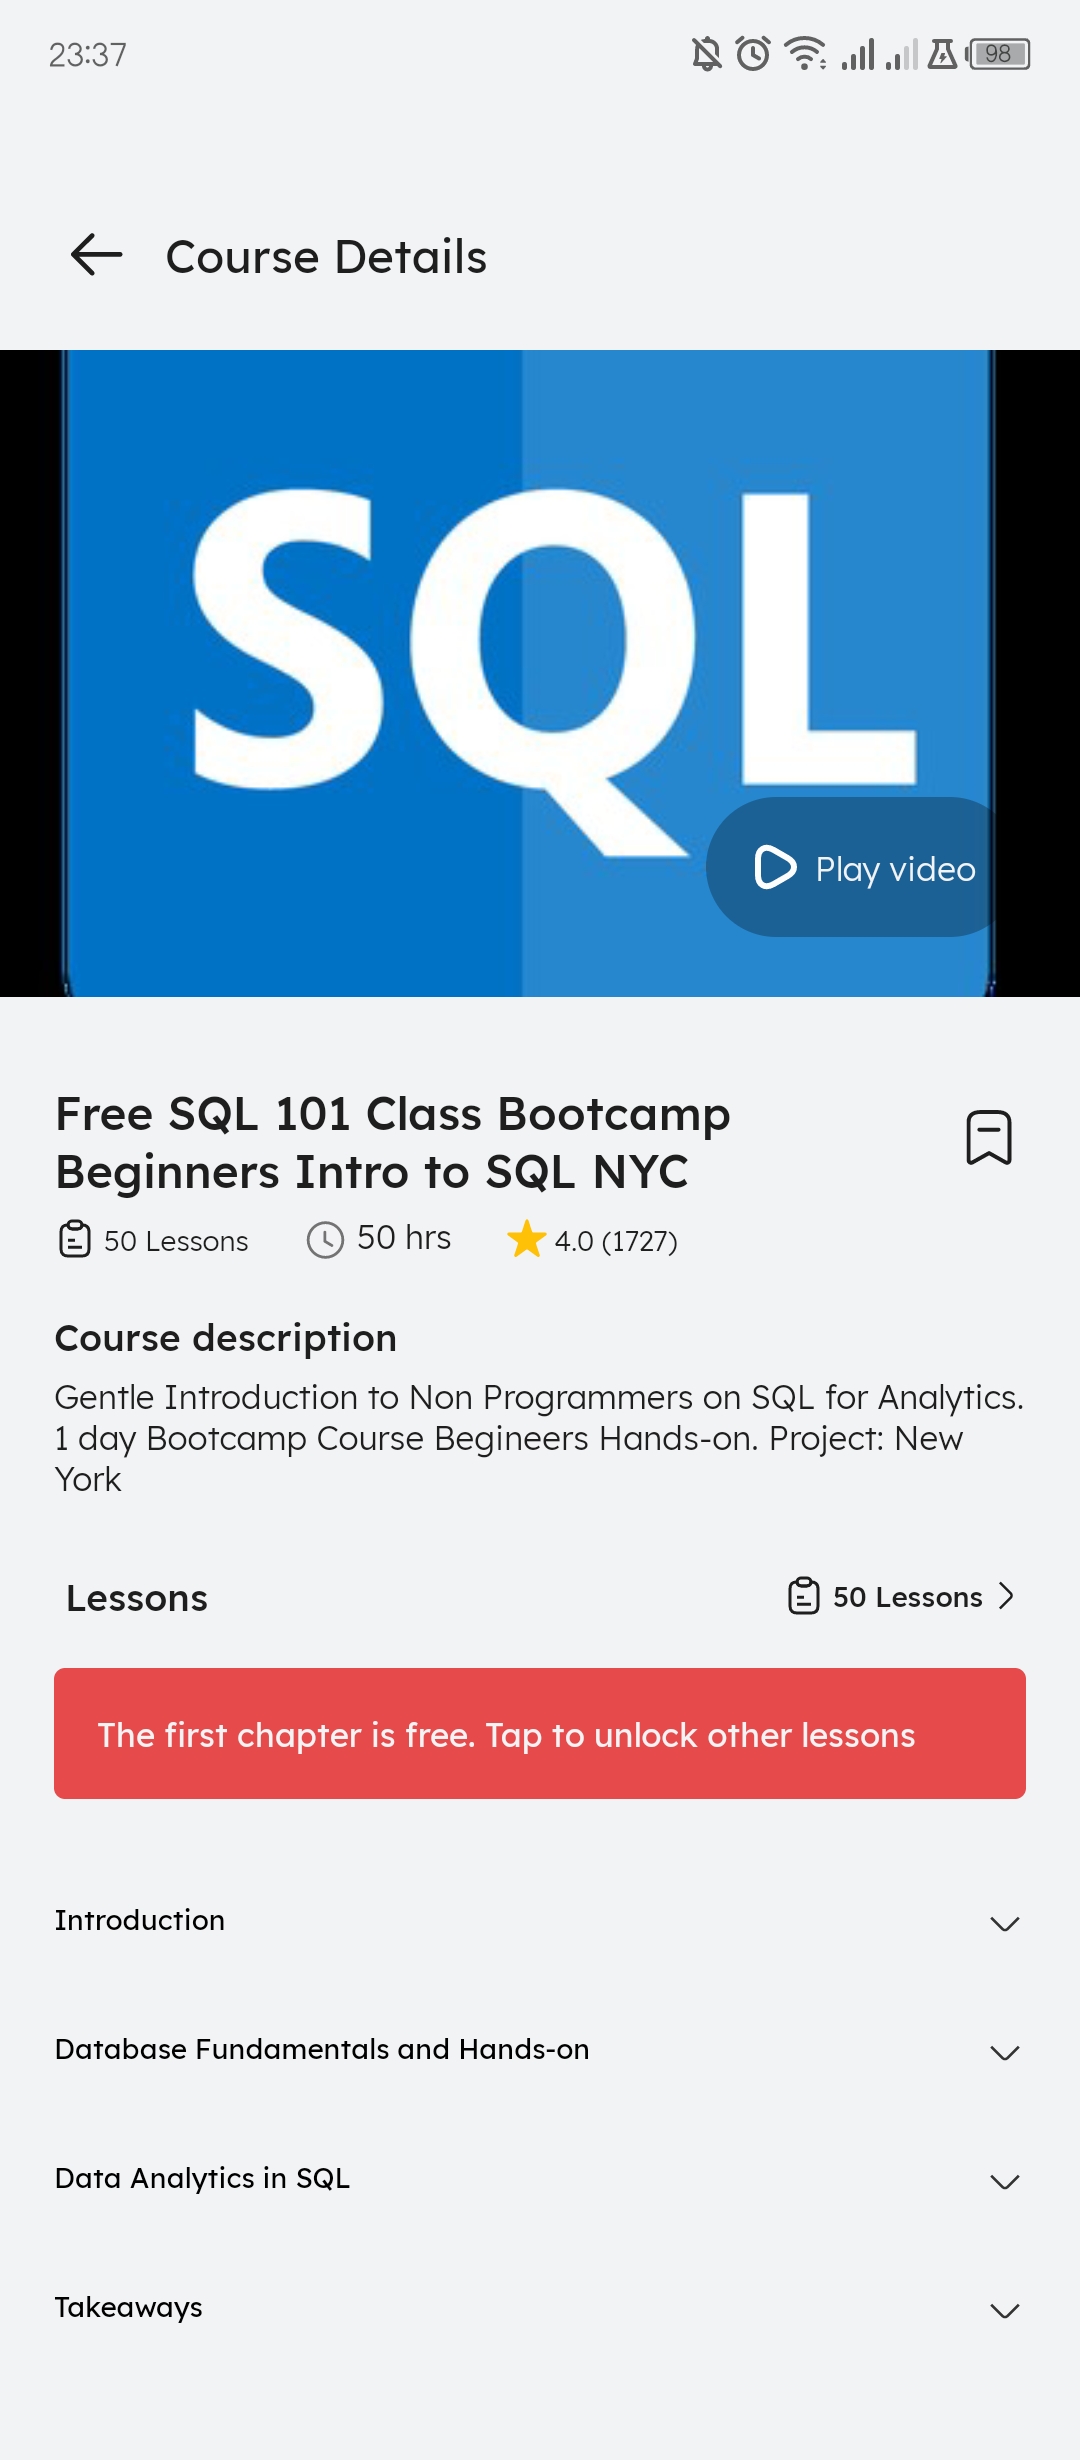 23:37
98
Course Details
SQL
Play video
Free SQL 101 Class Bootcamp
Beginners Intro to SQL NYC
50 Lessons
50 hrs
4.0 (1727)
Course description
Gentle Introduction to Non Programmers on SQL for Analytics.
1 day Bootcamp Course Begineers Hands-on. Project: New
York
Lessons
50 Lessons
The first chapter is free. Tap to unlock other lessons
Introduction
Database Fundamentals and Hands-on
Data Analytics in SQL
Takeaways